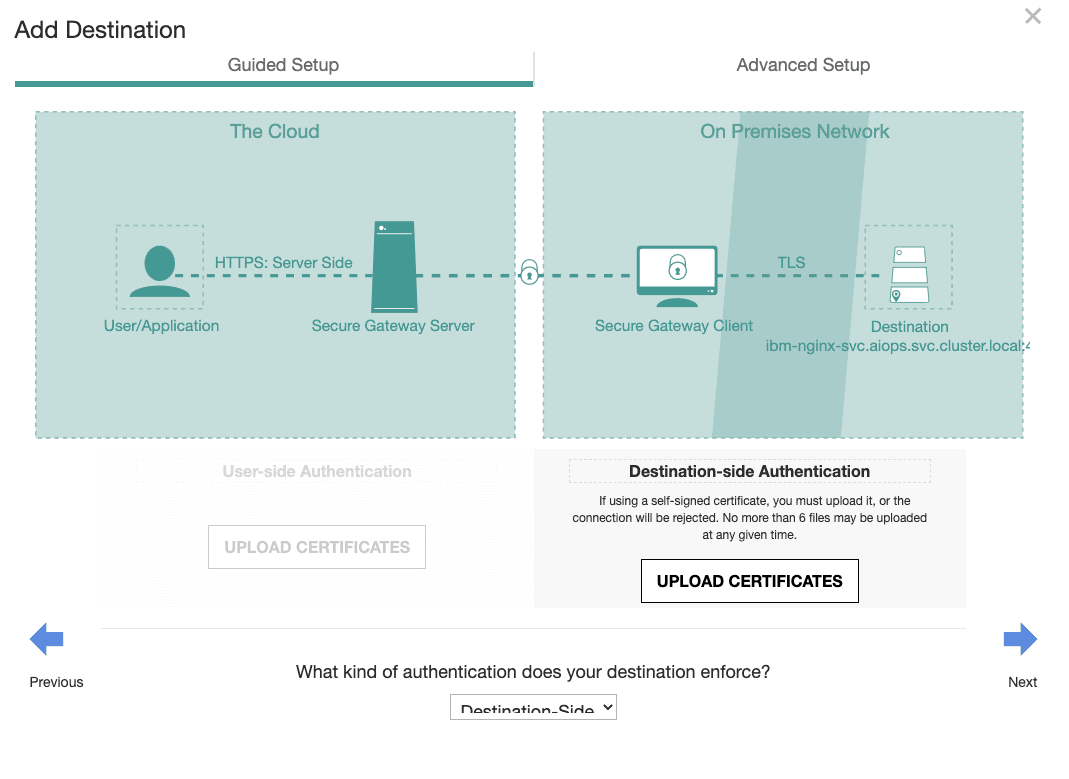 Add Destination
Guided Setup
Advanced Setup
The Cloud
HTTPS: Server Side
User/Application
Secure Gateway Server
On Premises Network
TLS
Secure Gateway Client
Destination
ibm-nginx-svc.aiops.svc.cluster.local:4
User-side Authentication
UPLOAD CERTIFICATES
Destination-side Authentication
If using a self-signed certificate, you must upload it, or the
connection will be rejected. No more than 6 files may be uploaded
at any given time.
UPLOAD CERTIFICATES
Previous
Next
What kind of authentication does your destination enforce?
Destination-Side